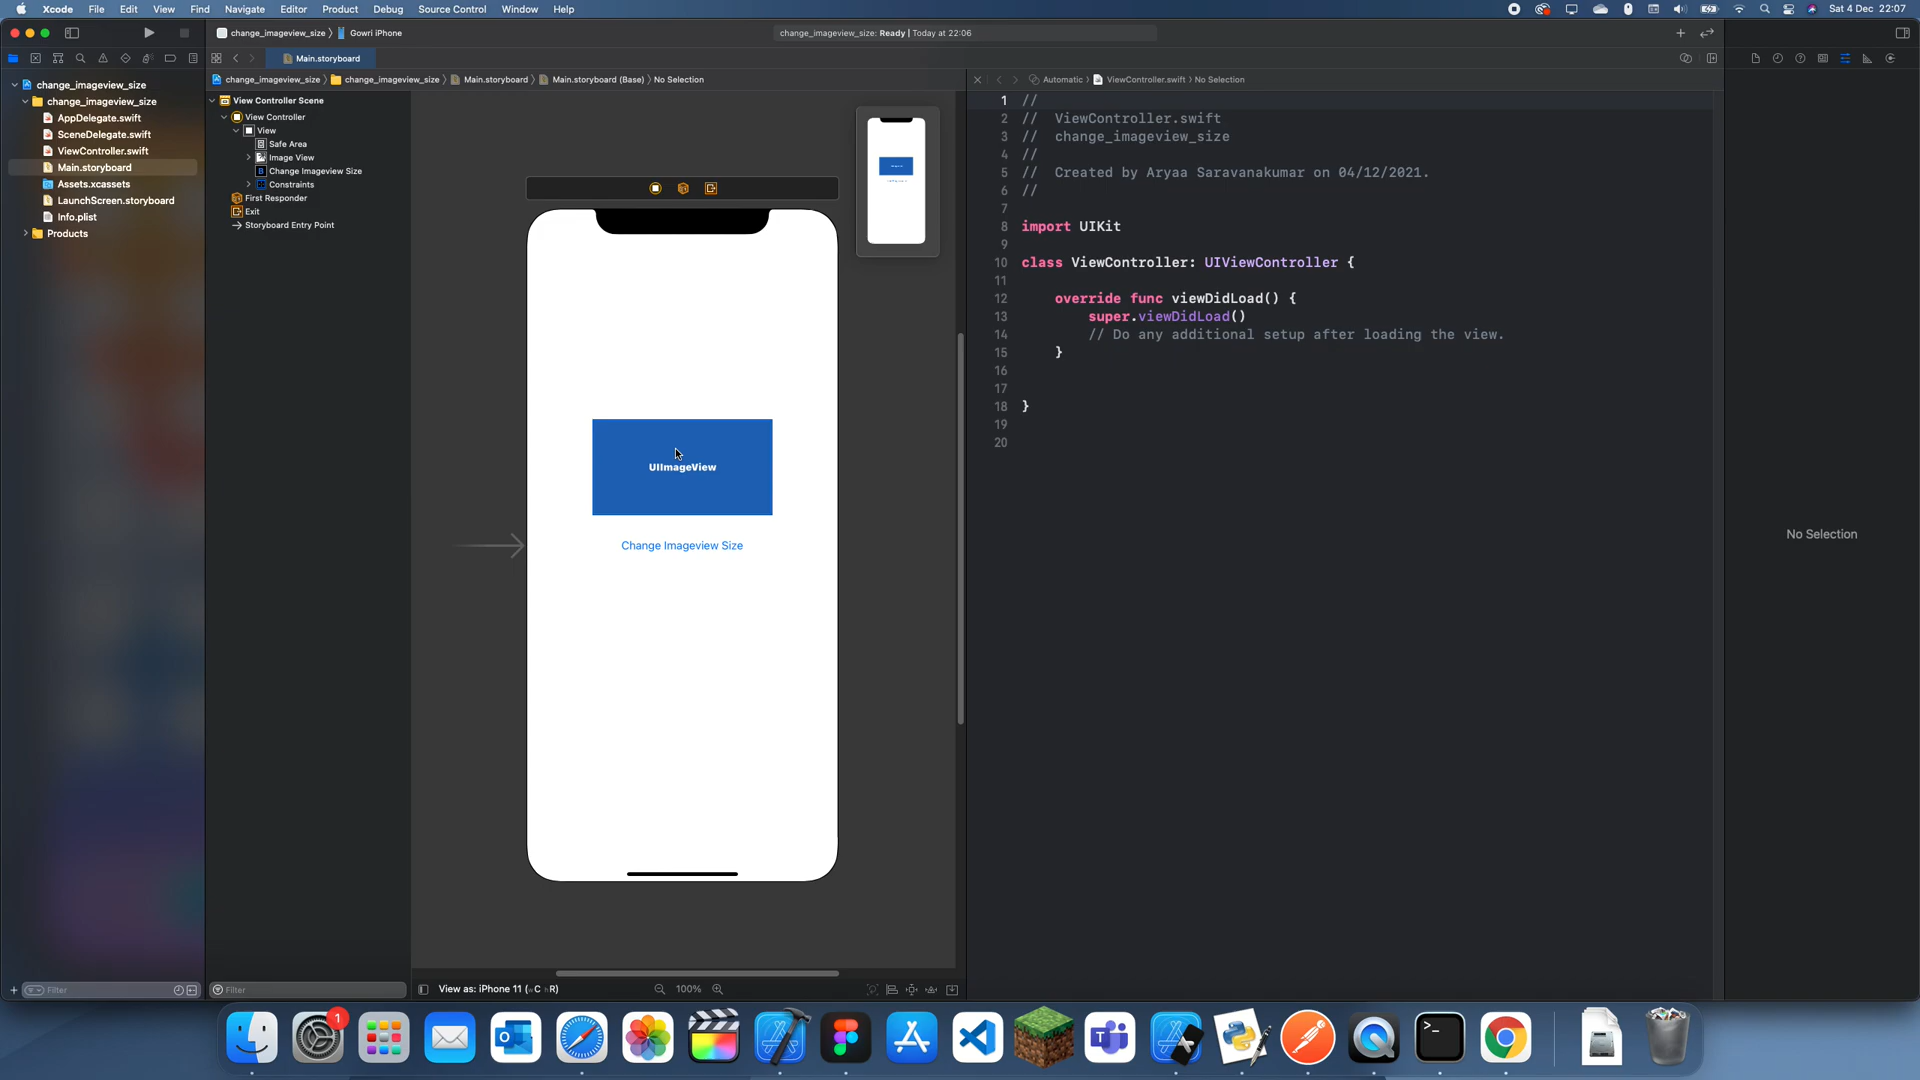 Xcode File Edit View Find Navigate Editor Product Debug Source Control Window Help Sat 4 Dec 22:07
change_imageview_size 〉 Gowri iPhone change_imageview_size: Ready | Today at 22:06
Main.storyboard
change_imageview_size 〉 change_imageview_size 〉 Main.storyboard 〉 Main.storyboard (Base) 〉 No Selection
Automatic 〉 ViewController.swift 〉 No Selection
change_imageview_size
change_imageview_size
AppDelegate.swift
SceneDelegate.swift
ViewController.swift
Main.storyboard
Assets.xcassets
LaunchScreen.storyboard
Info.plist
Products
View Controller Scene
View Controller
View
Safe Area
Image View
B Change Imageview Size
Constraints
First Responder
Exit
Storyboard Entry Point
UIImageView
Change Imageview Size
1 //
2 // ViewController.swift
3 // change_imageview_size
4 //
5 // Created by Aryaa Saravanakumar on 04/12/2021.
6 //
7
8 import UIKit
9
10 class ViewController: UIViewController {
11
12 override func viewDidLoad() {
13 super.viewDidLoad()
14 // Do any additional setup after loading the view.
15 }
16
17
18 }
19
20
No Selection
Filter
Filter
View as: iPhone 11 (wC hR)
100%
1
>_